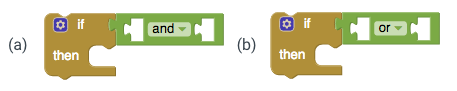 (a) if and (b) if or
then then